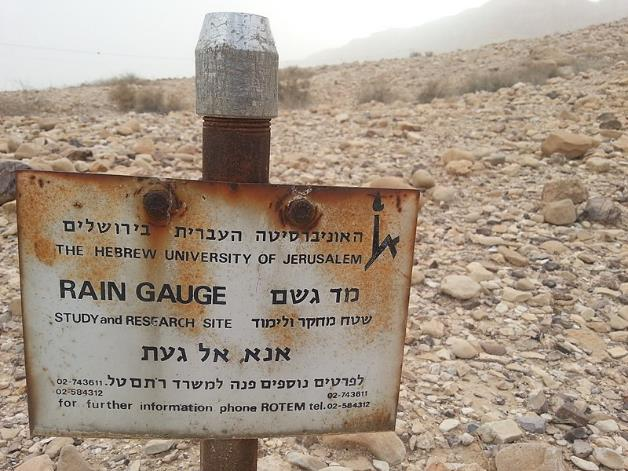 האוניברסיטה העברית בירושלים
THE HEBREW UNIVERSITY OF JERUSALEM
RAIN GAUGE מד גשם
STUDY and RESEARCH SITE שטח מחקר ולימוד
אנא, אל געת
לפרטים נוספים פנה למשרד רתם טל. 02-743611
02-584312
for further information phone ROTEM tel. 02-743611
02-584312